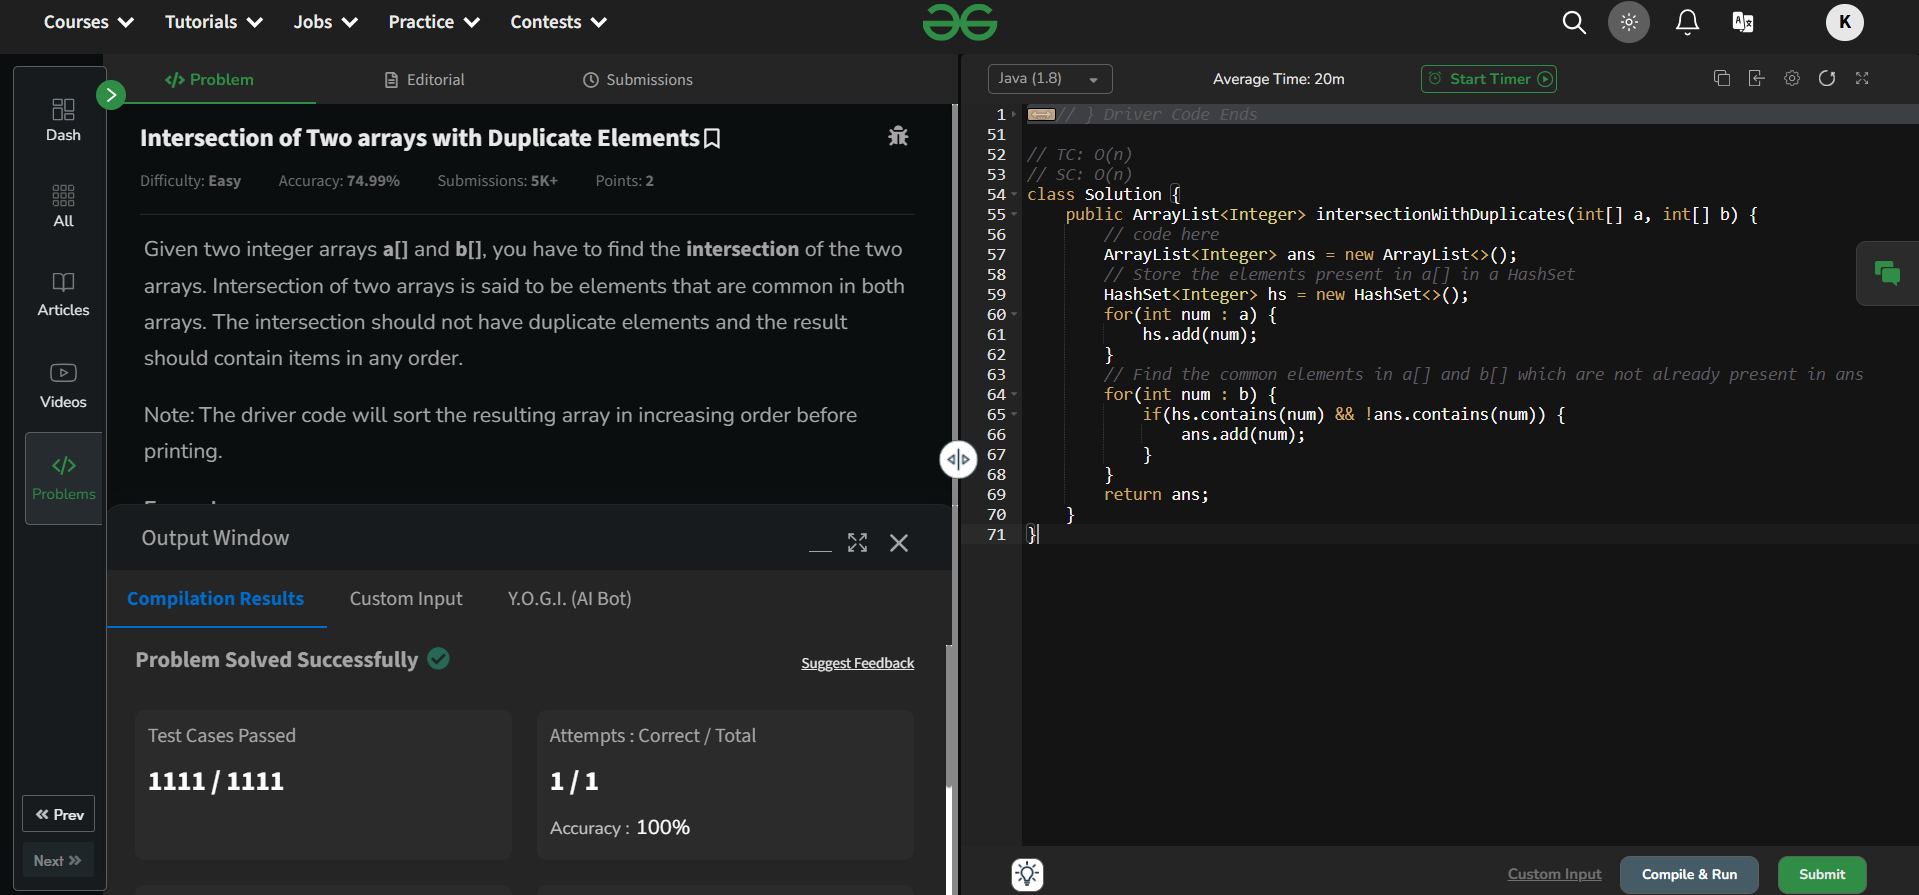 Courses
Tutorials
Jobs
Practice
Contests
K
Dash
All
Articles
Videos
Problems
Prev
Next
Problem
Editorial
Submissions
Intersection of Two arrays with Duplicate Elements
Difficulty: Easy
Accuracy: 74.99%
Submissions: 5K+
Points: 2
Given two integer arrays a[] and b[], you have to find the intersection of the two
arrays. Intersection of two arrays is said to be elements that are common in both
arrays. The intersection should not have duplicate elements and the result
should contain items in any order.
Note: The driver code will sort the resulting array in increasing order before
printing.
Output Window
Compilation Results
Custom Input
Y.O.G.I. (AI Bot)
Problem Solved Successfully
Suggest Feedback
Test Cases Passed
1111 / 1111
Attempts : Correct / Total
1 / 1
Accuracy : 100%
Java (1.8)
Average Time: 20m
Start Timer
1 // } Driver Code Ends
51
52 // TC: O(n)
53 // SC: O(n)
54 class Solution {
55 public ArrayList<Integer> intersectionWithDuplicates(int[] a, int[] b) {
56 // code here
57 ArrayList<Integer> ans = new ArrayList<>();
58 // Store the elements present in a[] in a HashSet
59 HashSet<Integer> hs = new HashSet<>();
60 for(int num : a) {
61 hs.add(num);
62 }
63 // Find the common elements in a[] and b[] which are not already present in ans
64 for(int num : b) {
65 if(hs.contains(num) && !ans.contains(num)) {
66 ans.add(num);
67 }
68 }
69 return ans;
70 }
71 }
Custom Input
Compile & Run
Submit